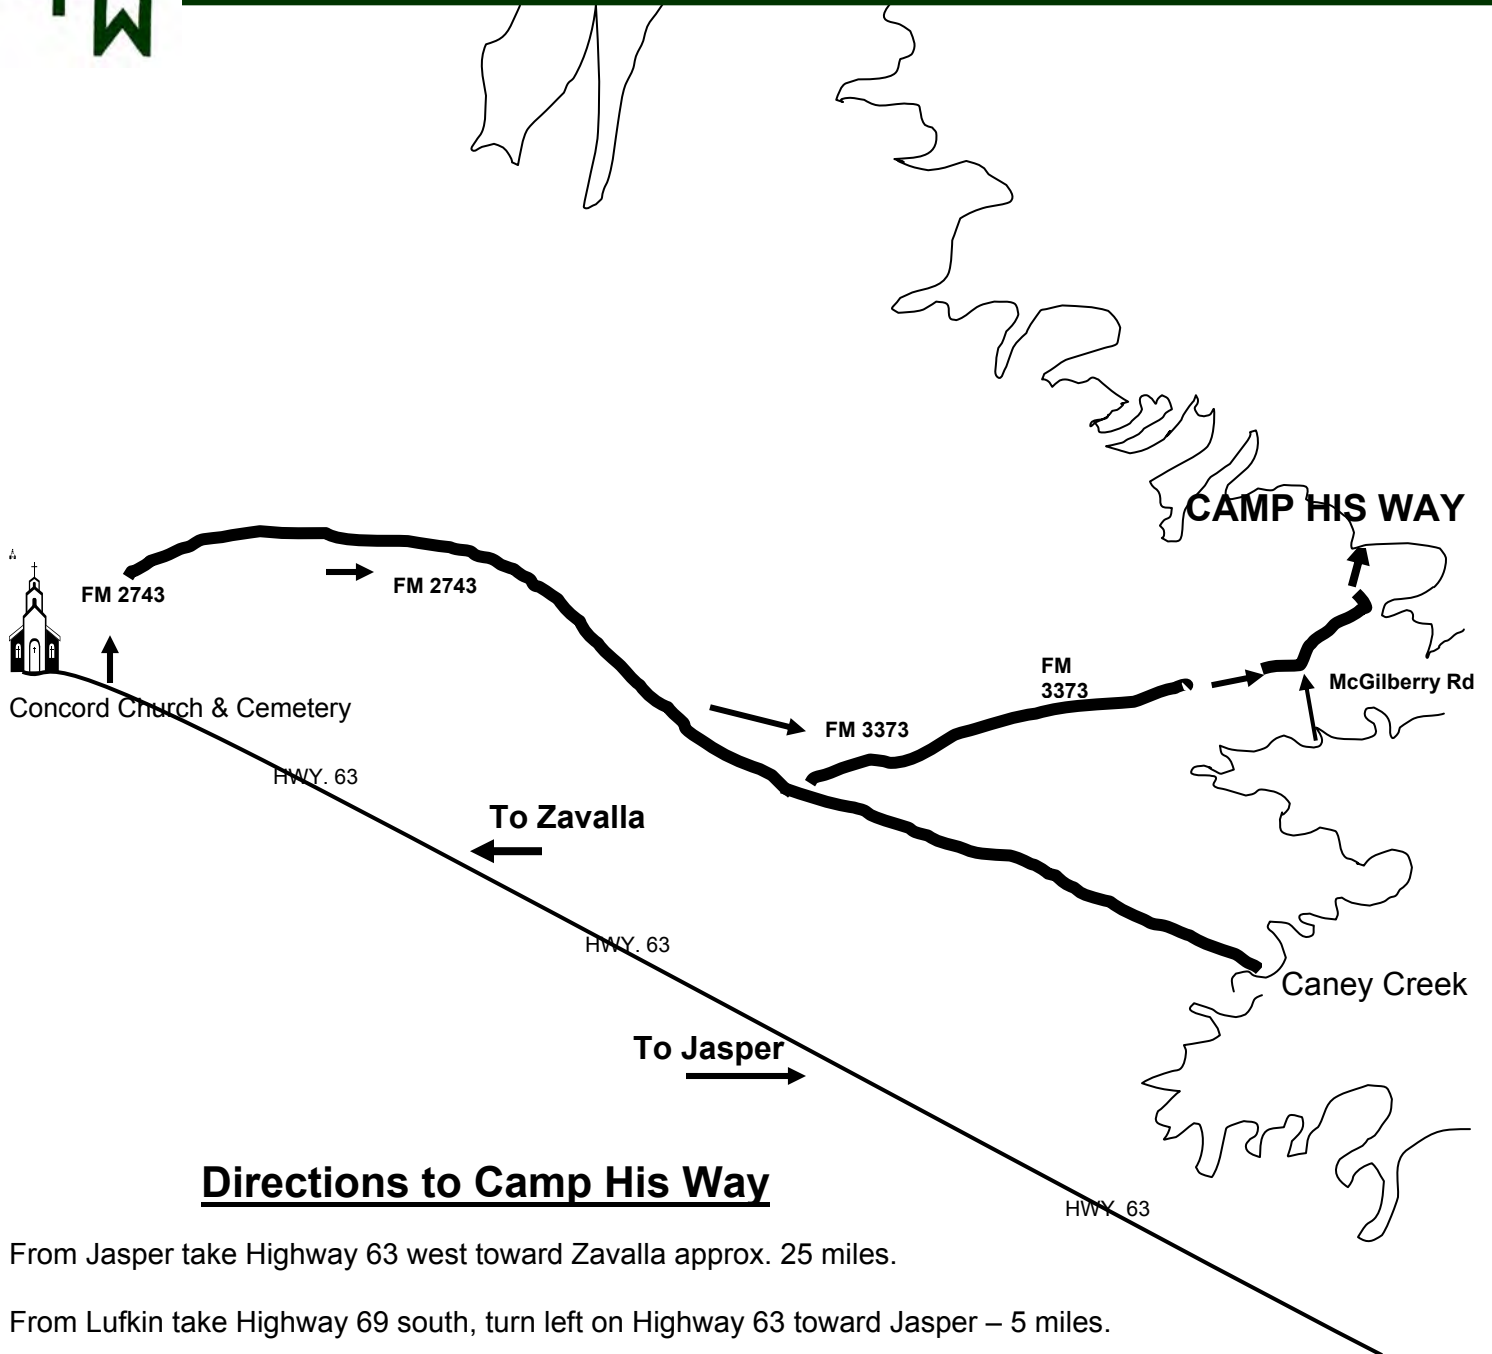 CAMP HIS WAY
FM 2743
FM 2743
FM
3373
McGilberry Rd
Concord Church & Cemetery
FM 3373
HWY. 63
To Zavalla
HWY. 63
Caney Creek
To Jasper
Directions to Camp His Way
HWY. 63
From Jasper take Highway 63 west toward Zavalla approx. 25 miles.
From Lufkin take Highway 69 south, turn left on Highway 63 toward Jasper – 5 miles.